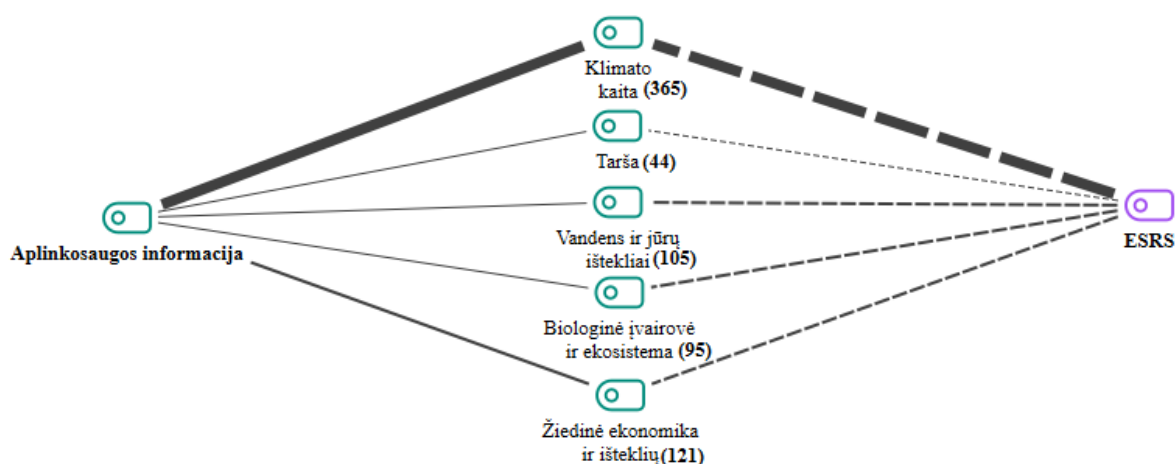 Klimato
kaita (365)
Tarša (44)
Aplinkosaugos informacija
Vandens ir jūrų
ištekliai (105)
ESRS
Biologinė įvairovė
ir ekosistema (95)
Žiedinė ekonomika
ir išteklių (121)